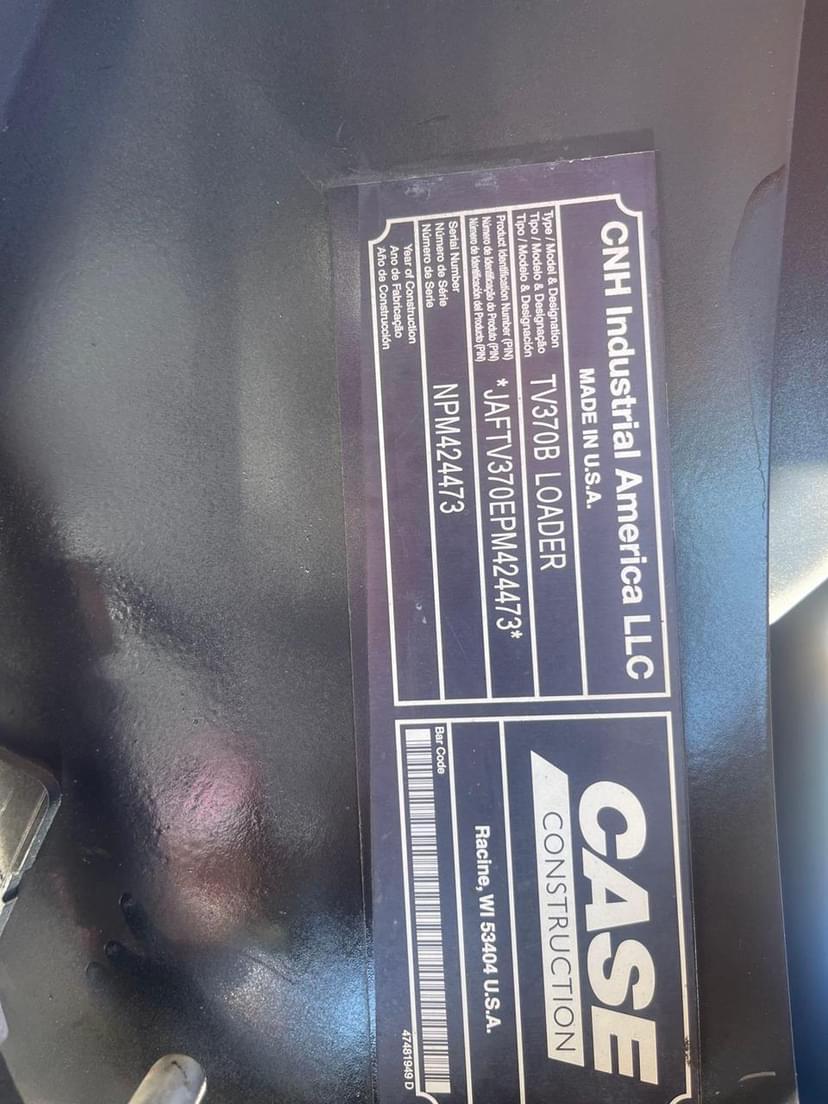 CNH Industrial America LLC
MADE IN U.S.A.
Type / Model & Designation
Tipo / Modelo & Designação
Tipo / Modelo & Designación
TV370B LOADER
Product Identification Number (PIN)
Número de Identificação do Produto (PIN)
Número de Identificación del Producto (PIN)
*JAFTV370EPM424473*
Serial Number
Número de Série
Número de Serie
NPM424473
Year of Construction
Ano de Fabricação
Año de Construcción
CASE
CONSTRUCTION
Racine, WI 53404 U.S.A.
Bar Code
47481949 D